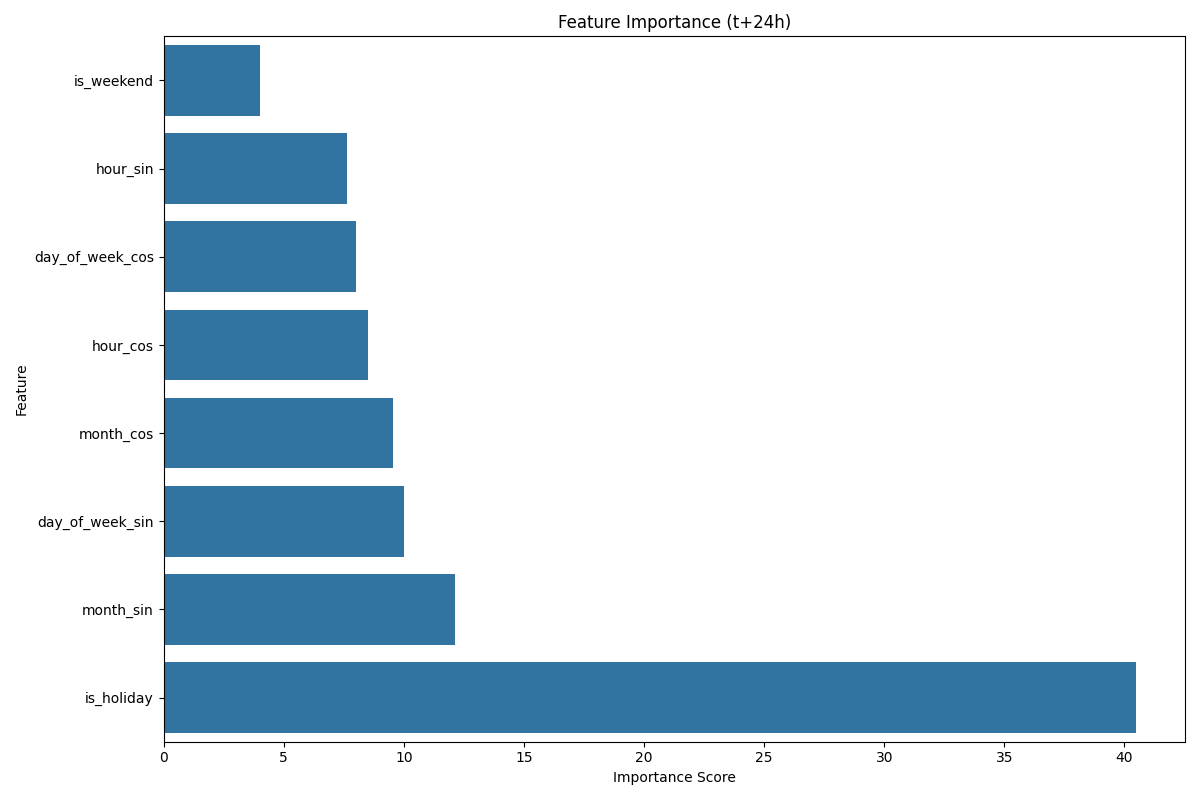 Feature Importance (t+24h)
Feature
is_weekend
hour_sin
day_of_week_cos
hour_cos
month_cos
day_of_week_sin
month_sin
is_holiday
0 5 10 15 20 25 30 35 40
Importance Score